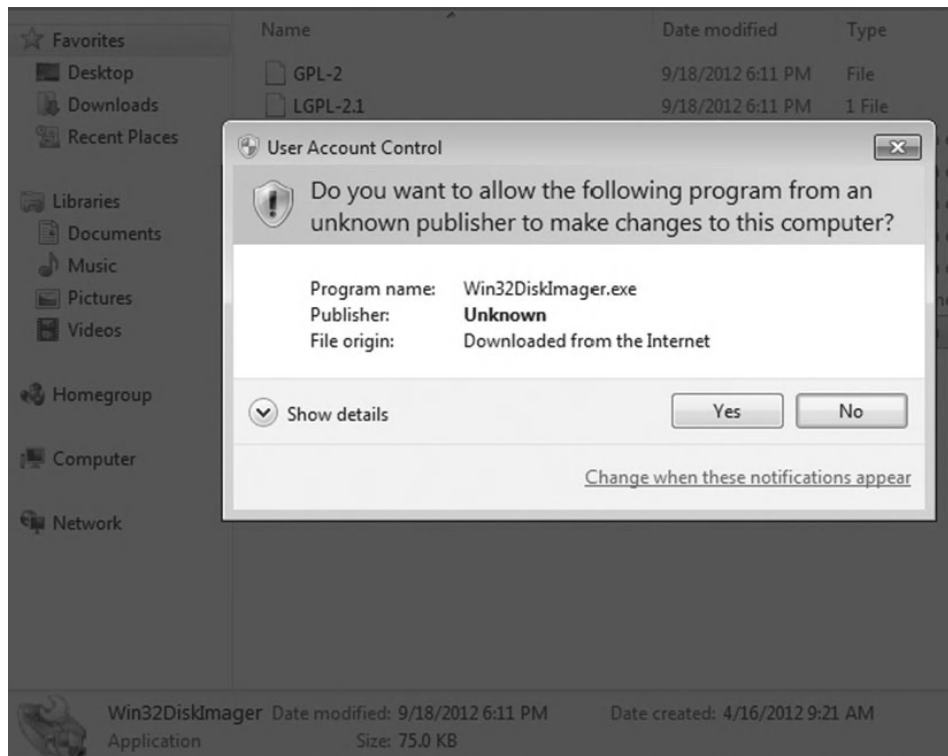 Favorites
Desktop
Downloads
Recent Places
Libraries
Documents
Music
Pictures
Videos
Homegroup
Computer
Network
Name Date modified Type
GPL-2 9/18/2012 6:11 PM File
LGPL-2.1 9/18/2012 6:11 PM 1 File
User Account Control
Do you want to allow the following program from an
unknown publisher to make changes to this computer?
Program name: Win32DiskImager.exe
Publisher: Unknown
File origin: Downloaded from the Internet
Show details Yes No
Change when these notifications appear
Win32DiskImager Date modified: 9/18/2012 6:11 PM Date created: 4/16/2012 9:21 AM
Application Size: 75.0 KB